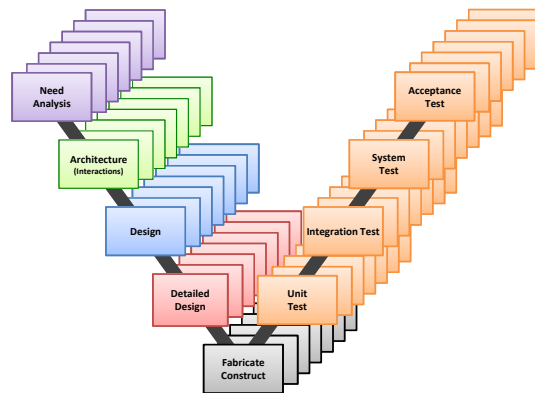 Need
Analysis
Acceptance
Test
Architecture
(Interactions)
System
Test
Design
Integration Test
Detailed
Design
Unit
Test
Fabricate
Construct